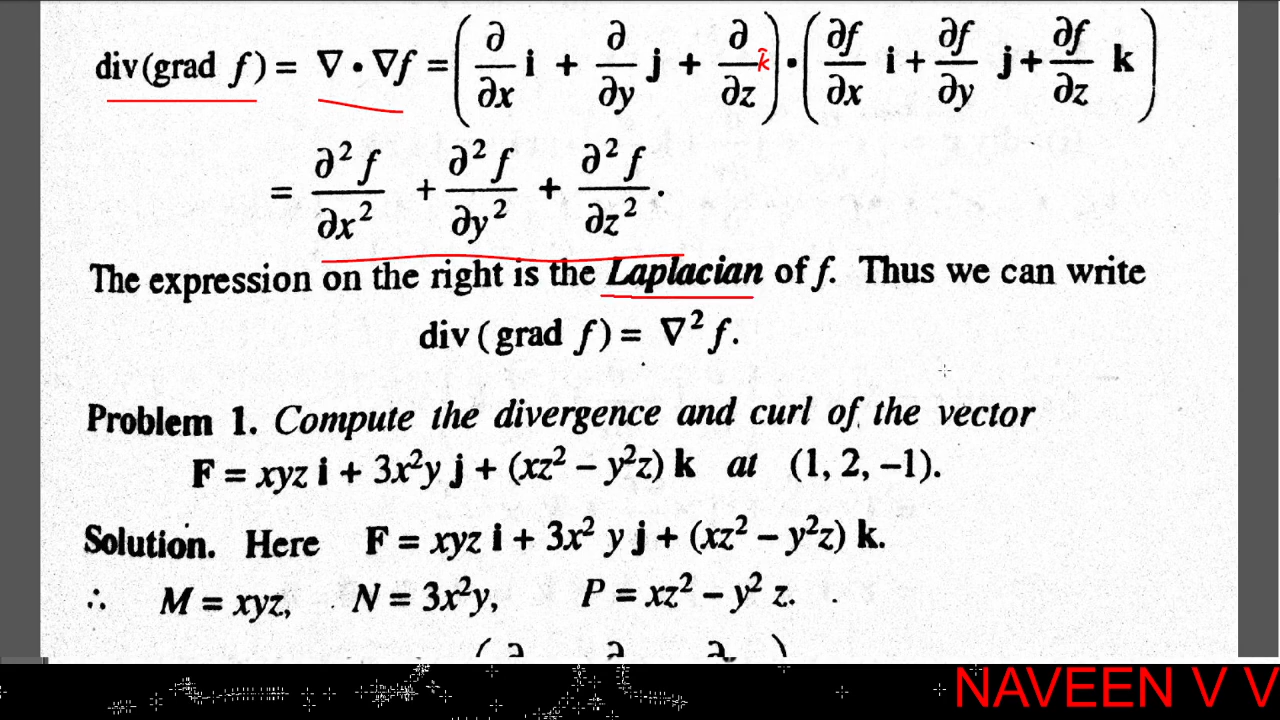 div(grad f) = ∇ • ∇f = (∂/∂x i + ∂/∂y j + ∂/∂z k̂) • (∂f/∂x i + ∂f/∂y j + ∂f/∂z k)
= ∂²f/∂x² + ∂²f/∂y² + ∂²f/∂z².
The expression on the right is the Laplacian of f. Thus we can write
div (grad f) = ∇² f.
Problem 1. Compute the divergence and curl of the vector
F = xyz i + 3x²y j + (xz² − y²z) k at (1, 2, −1).
Solution. Here F = xyz i + 3x² y j + (xz² − y²z) k.
∴ M = xyz, N = 3x²y, P = xz² − y² z.
NAVEEN V V